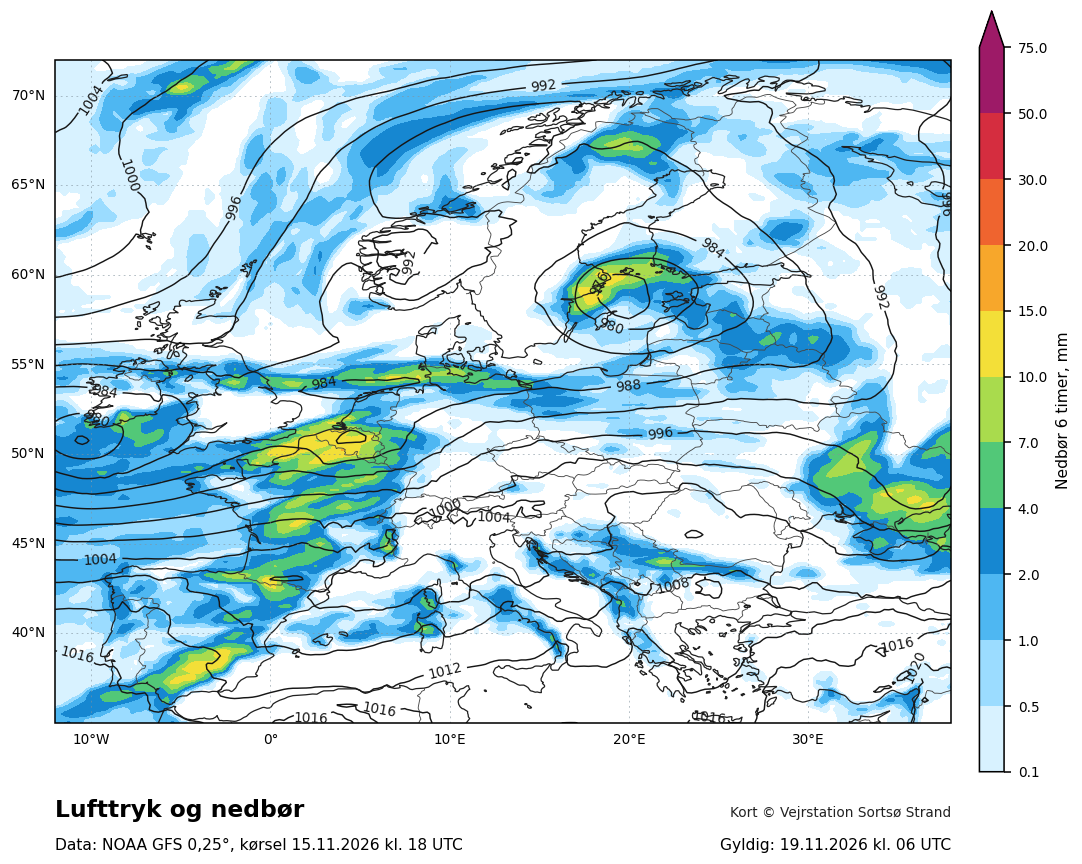 75.0
50.0
30.0
20.0
15.0
10.0
7.0
4.0
2.0
1.0
0.5
0.1
Nedbør 6 timer, mm
70°N
65°N
60°N
55°N
50°N
45°N
40°N
10°W
0°
10°E
20°E
30°E
1004
1000
996
992
992
984
980
992
996
984
984
988
980
996
1000
1004
1004
1008
1016
1012
1016
1016
1016
1016
1020
Lufttryk og nedbør
Kort © Vejrstation Sortsø Strand
Data: NOAA GFS 0,25°, kørsel 15.11.2026 kl. 18 UTC
Gyldig: 19.11.2026 kl. 06 UTC